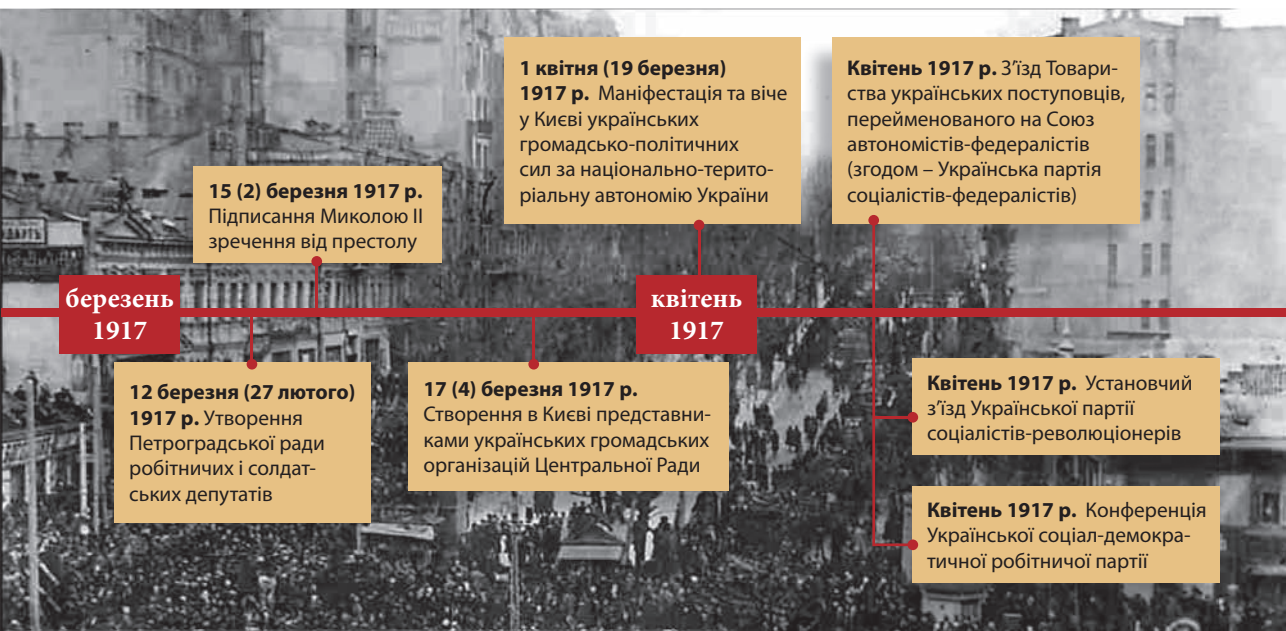 1 квітня (19 березня)
1917 р. Маніфестація та віче
у Києві українських
громадсько-політичних
сил за національно-терито-
ріальну автономію України
Квітень 1917 р. З’їзд Товари-
ства українських поступовців,
перейменованого на Союз
автономістів-федералістів
(згодом – Українська партія
соціалістів-федералістів)
15 (2) березня 1917 р.
Підписання Миколою ІІ
зречення від престолу
березень
1917
квітень
1917
12 березня (27 лютого)
1917 р. Утворення
Петроградської ради
робітничих і солдат-
ських депутатів
17 (4) березня 1917 р.
Створення в Києві представни-
ками українських громадських
організацій Центральної Ради
Квітень 1917 р. Установчий
з’їзд Української партії
соціалістів-революціонерів
Квітень 1917 р. Конференція
Української соціал-демокра-
тичної робітничої партії